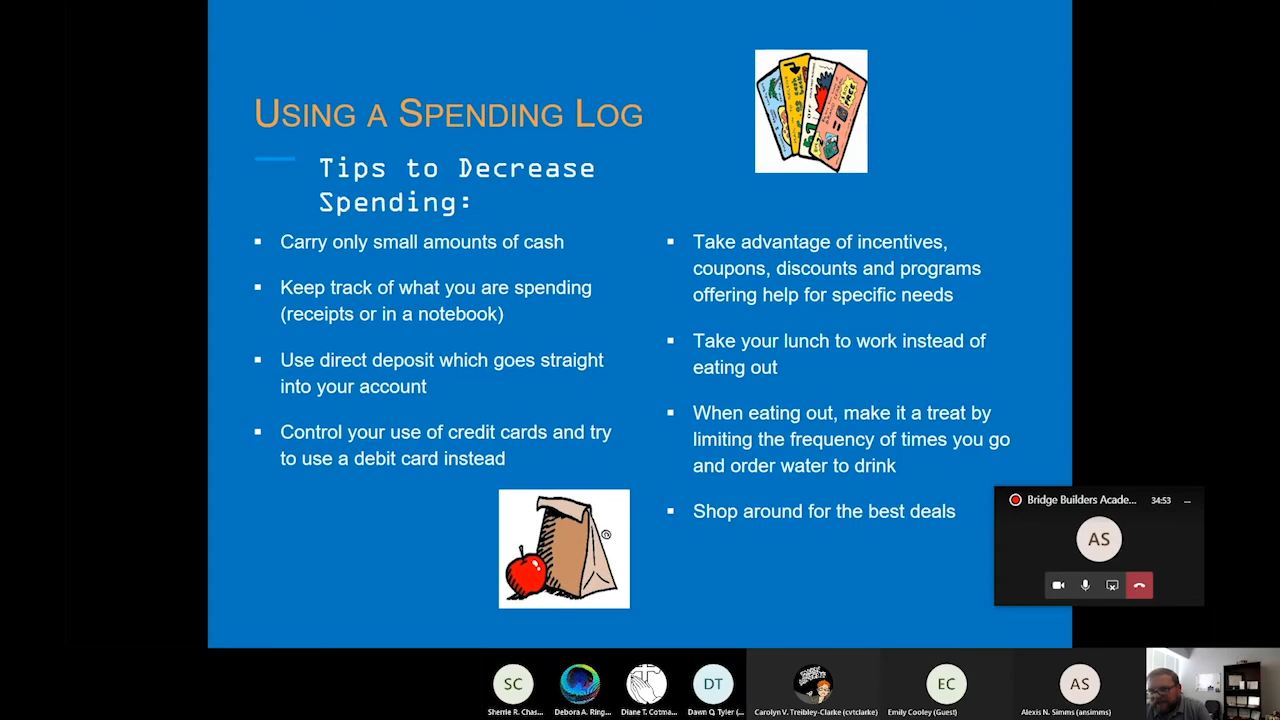 USING A SPENDING LOG
Tips to Decrease
Spending:
▪ Carry only small amounts of cash
▪ Keep track of what you are spending
(receipts or in a notebook)
▪ Use direct deposit which goes straight
into your account
▪ Control your use of credit cards and try
to use a debit card instead
▪ Take advantage of incentives,
coupons, discounts and programs
offering help for specific needs
▪ Take your lunch to work instead of
eating out
▪ When eating out, make it a treat by
limiting the frequency of times you go
and order water to drink
▪ Shop around for the best deals
Bridge Builders Acade... 34:53 ...
AS
SC
DT
EC
AS
Sherrie R. Chas...
Debora A. Ring...
Diane T. Cotma...
Dawn O. Tyler (...
Carolyn V. Treibley-Clarke (cvtclarke)
Emily Cooley (Guest)
Alexis N. Simms (ansimms)